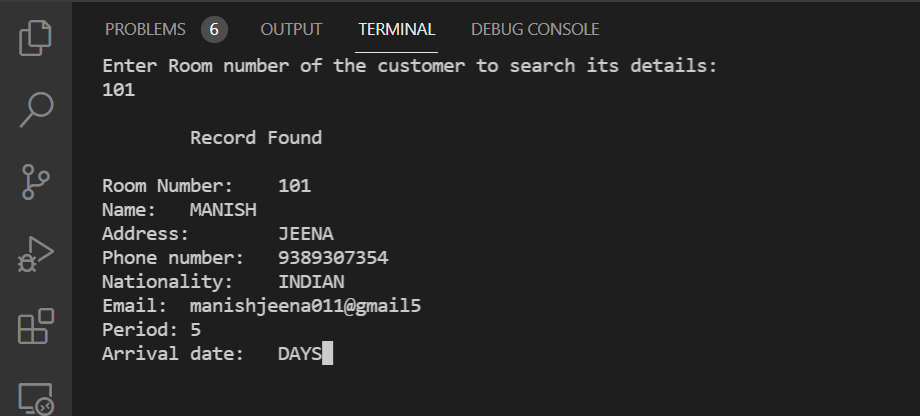 PROBLEMS 6 OUTPUT TERMINAL DEBUG CONSOLE
Enter Room number of the customer to search its details:
101
Record Found
Room Number: 101
Name: MANISH
Address: JEENA
Phone number: 9389307354
Nationality: INDIAN
Email: manishjeena011@gmail5
Period: 5
Arrival date: DAYS